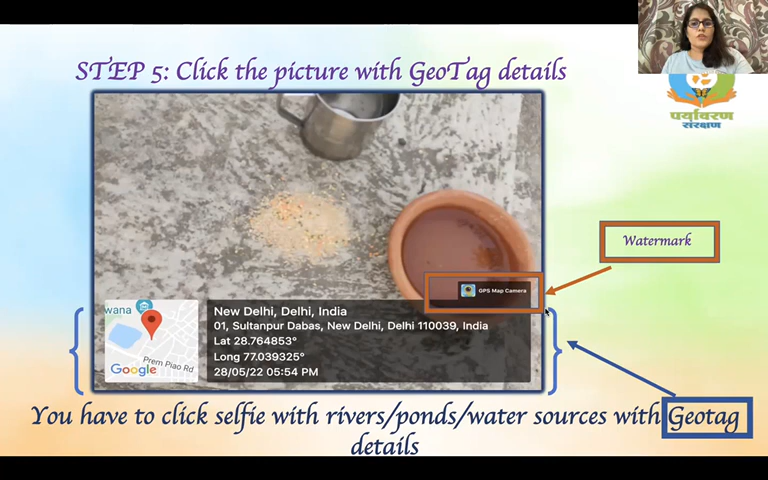 STEP 5: Click the picture with GeoTag details
पर्यावरण
संरक्षण
Watermark
GPS Map Camera
wana
Prem Piao Rd
Google
New Delhi, Delhi, India
01, Sultanpur Dabas, New Delhi, Delhi 110039, India
Lat 28.764853°
Long 77.039325°
28/05/22 05:54 PM
You have to click selfie with rivers/ponds/water sources with Geotag
details